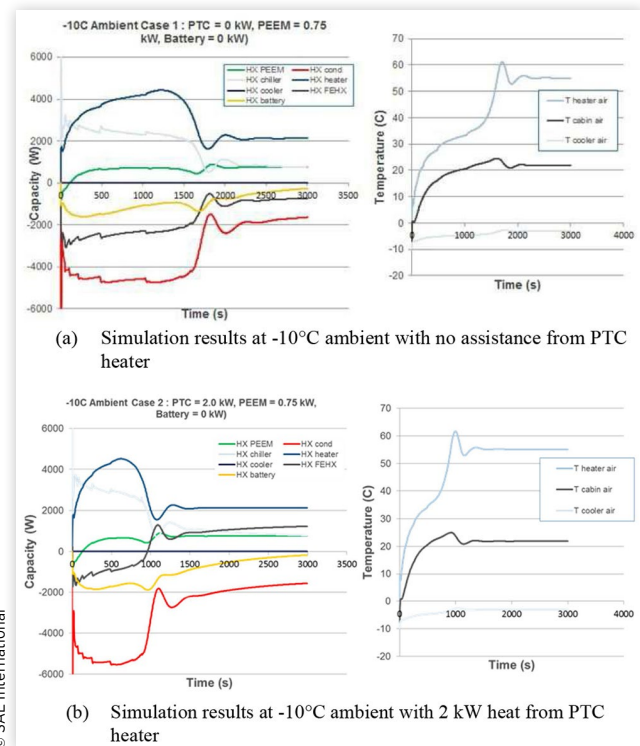 -10C Ambient Case 1 : PTC = 0 kW, PEEM = 0.75
kW, Battery = 0 kW)
6000
4000
2000
0
-2000
-4000
-6000
Capacity (W)
HX PEEM
HX cond
HX chiller
HX heater
HX cooler
HX FEHX
HX battery
0 500 1000 1500 2000 2500 3000 3500
Time (s)
70
60
50
40
30
20
10
0
-10
-20
Temperature (C)
T heater air
T cabin air
T cooler air
0 1000 2000 3000 4000
Time (s)
(a) Simulation results at -10°C ambient with no assistance from PTC
heater
-10C Ambient Case 2 : PTC = 2.0 kW, PEEM = 0.75 kW,
Battery = 0 kW)
6000
4000
2000
0
-2000
-4000
-6000
Capacity (W)
HX PEEM
HX cond
HX chiller
HX heater
HX cooler
HX FEHX
HX battery
0 500 1000 1500 2000 2500 3000 3500
Time (s)
70
60
50
40
30
20
10
0
-10
-20
Temperature (C)
T heater air
T cabin air
T cooler air
0 1000 2000 3000 4000
Time (s)
(b) Simulation results at -10°C ambient with 2 kW heat from PTC
heater
© SAE International